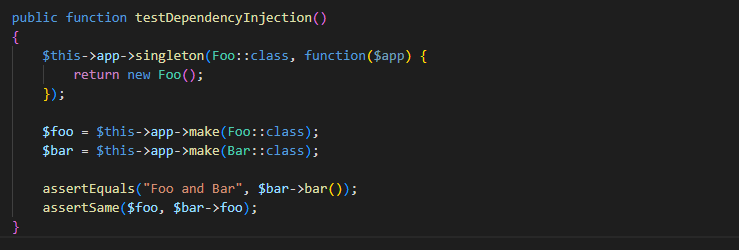 public function testDependencyInjection()
{
    $this->app->singleton(Foo::class, function($app) {
        return new Foo();
    });

    $foo = $this->app->make(Foo::class);
    $bar = $this->app->make(Bar::class);

    assertEquals("Foo and Bar", $bar->bar());
    assertSame($foo, $bar->foo);
}